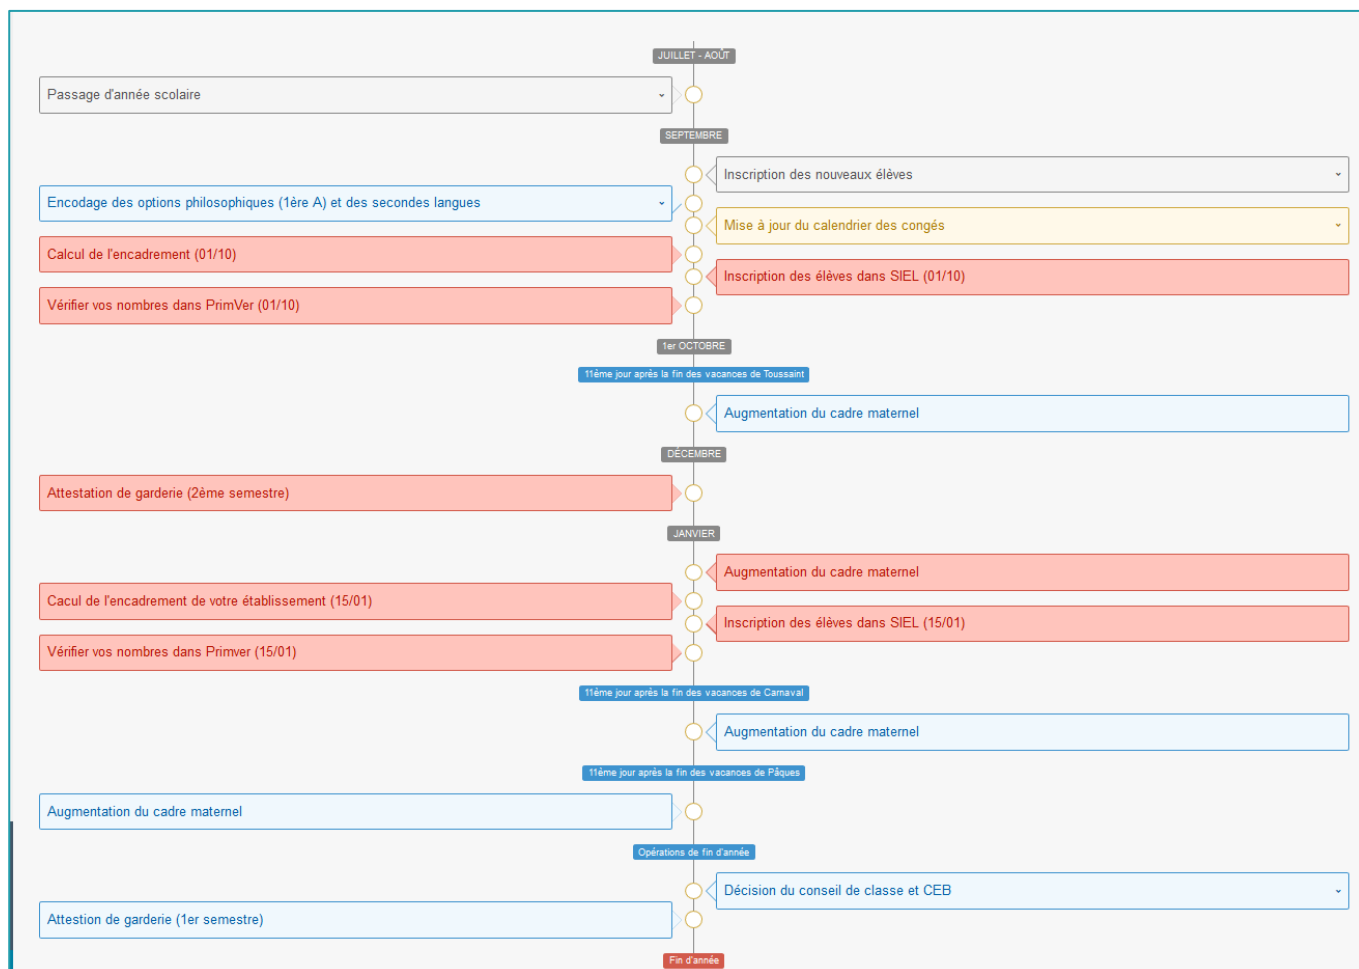 JUILLET - AOÛT
Passage d'année scolaire
SEPTEMBRE
Inscription des nouveaux élèves
Encodage des options philosophiques (1ère A) et des secondes langues
Mise à jour du calendrier des congés
Calcul de l'encadrement (01/10)
Inscription des élèves dans SIEL (01/10)
Vérifier vos nombres dans PrimVer (01/10)
1er OCTOBRE
11ème jour après la fin des vacances de Toussaint
Augmentation du cadre maternel
DÉCEMBRE
Attestation de garderie (2ème semestre)
JANVIER
Augmentation du cadre maternel
Cacul de l'encadrement de votre établissement (15/01)
Inscription des élèves dans SIEL (15/01)
Vérifier vos nombres dans Primver (15/01)
11ème jour après la fin des vacances de Carnaval
Augmentation du cadre maternel
11ème jour après la fin des vacances de Pâques
Augmentation du cadre maternel
Opérations de fin d'année
Décision du conseil de classe et CEB
Attestion de garderie (1er semestre)
Fin d'année